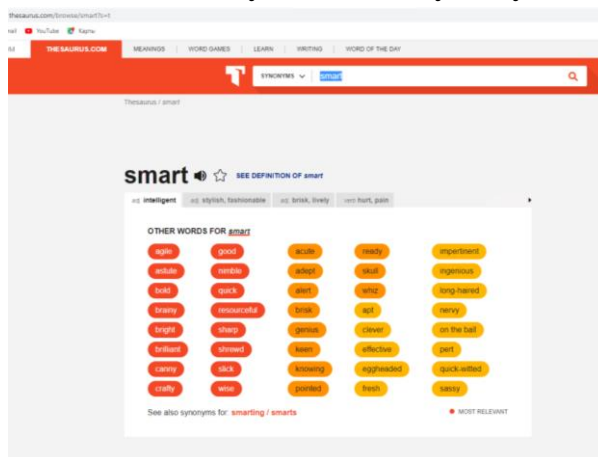 thesaurus.com/browse/smart?s=t
YouTube Карты
THESAURUS.COM MEANINGS WORD GAMES LEARN WRITING WORD OF THE DAY
SYNONYMS smart
Thesaurus / smart
smart SEE DEFINITION OF smart
adj intelligent adj stylish, fashionable adj brisk, lively verb hurt, pain
OTHER WORDS FOR smart
agile good acute ready impertinent
astute nimble adept skull ingenious
bold quick alert whiz long-haired
brainy resourceful brisk apt nervy
bright sharp genius clever on the ball
brilliant shrewd keen effective pert
canny slick knowing eggheaded quick-witted
crafty wise pointed fresh sassy
See also synonyms for: smarting / smarts MOST RELEVANT